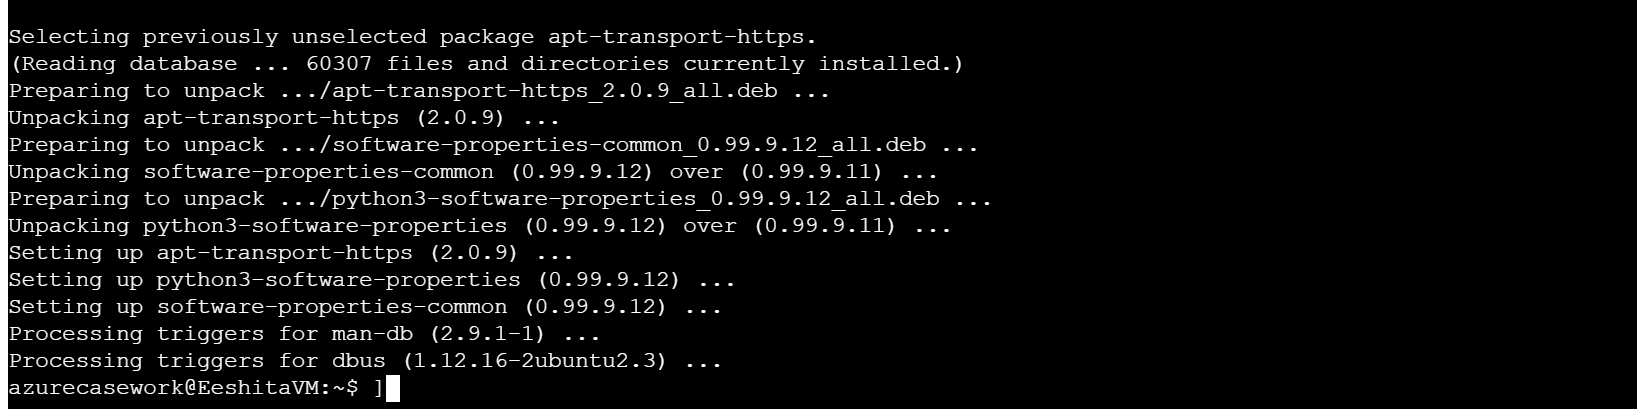 Selecting previously unselected package apt-transport-https.
(Reading database ... 60307 files and directories currently installed.)
Preparing to unpack .../apt-transport-https_2.0.9_all.deb ...
Unpacking apt-transport-https (2.0.9) ...
Preparing to unpack .../software-properties-common_0.99.9.12_all.deb ...
Unpacking software-properties-common (0.99.9.12) over (0.99.9.11) ...
Preparing to unpack .../python3-software-properties_0.99.9.12_all.deb ...
Unpacking python3-software-properties (0.99.9.12) over (0.99.9.11) ...
Setting up apt-transport-https (2.0.9) ...
Setting up python3-software-properties (0.99.9.12) ...
Setting up software-properties-common (0.99.9.12) ...
Processing triggers for man-db (2.9.1-1) ...
Processing triggers for dbus (1.12.16-2ubuntu2.3) ...
azurecasework@EeshitaVM:~$ ]